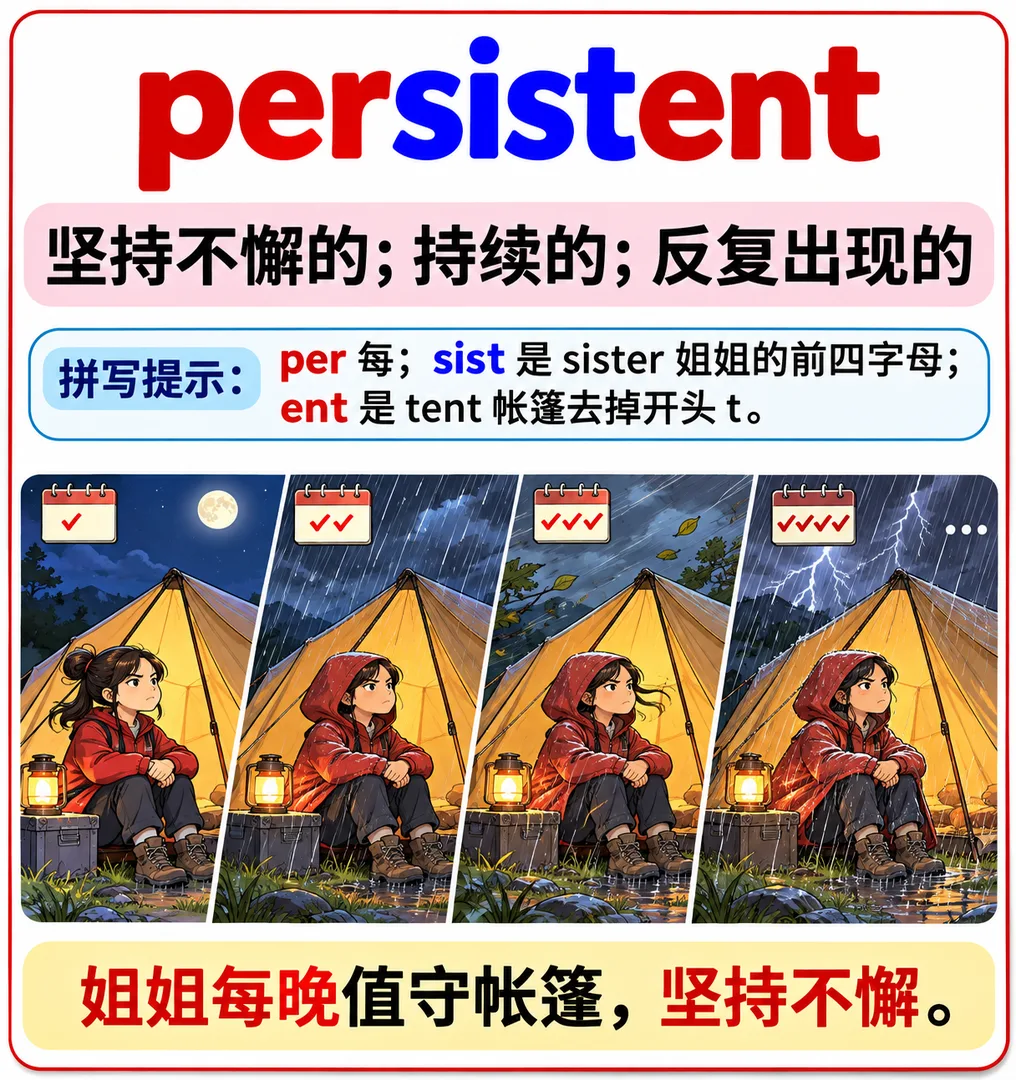 persistent
坚持不懈的；持续的；反复出现的
拼写提示： per 每；sist 是 sister 姐姐的前四字母；
ent 是 tent 帐篷去掉开头 t。
姐姐每晚值守帐篷，坚持不懈。